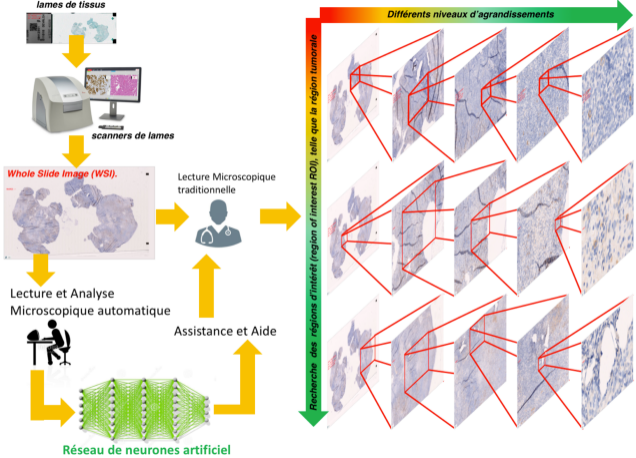 lames de tissus
scanners de lames
Whole Slide Image (WSI).
Lecture Microscopique
traditionnelle
Lecture et Analyse
Microscopique automatique
Assistance et Aide
Réseau de neurones artificiel
Différents niveaux d'agrandissements
Recherche des régions d'intérêt (region of interest ROI), telle que la région tumorale